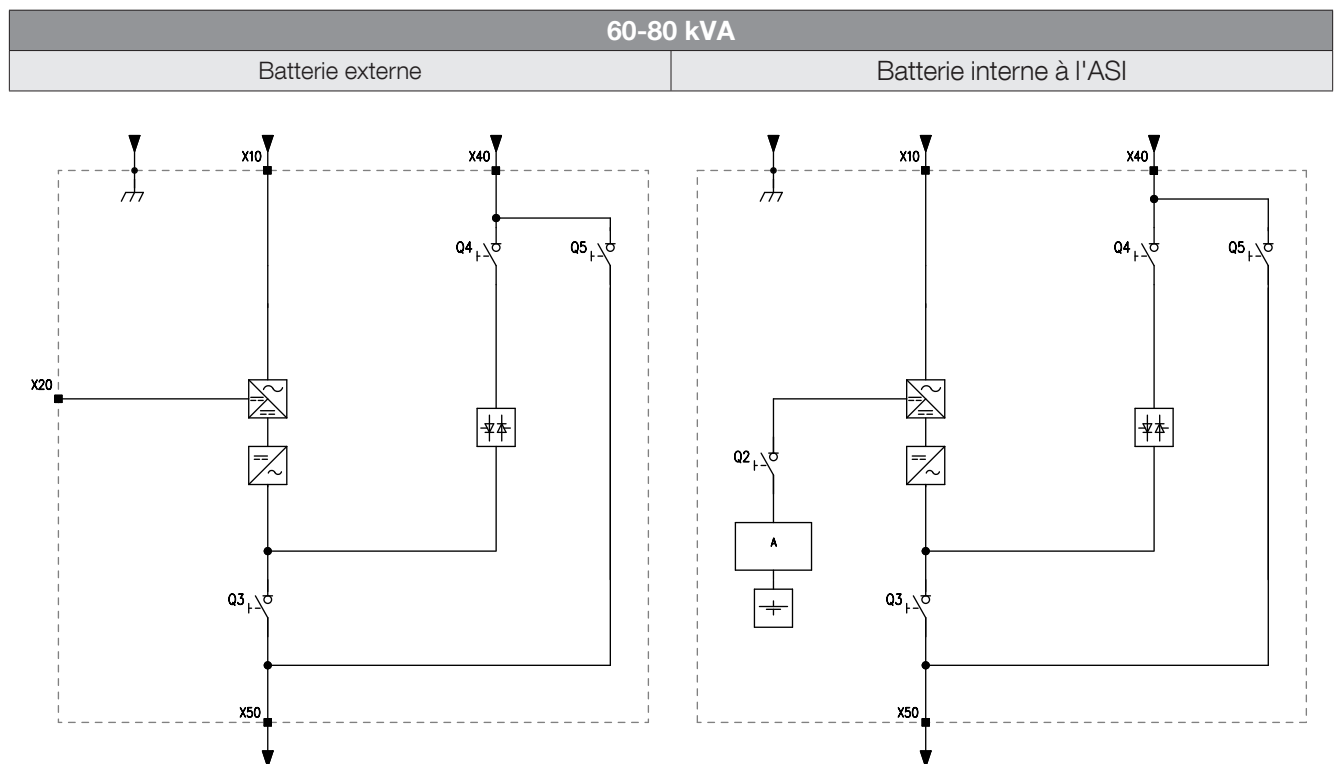 60-80 kVA
Batterie externe
Batterie interne à l'ASI
X10
X40
Q4
Q5
X20
Q3
X50
X10
X40
Q4
Q5
Q2
A
Q3
X50